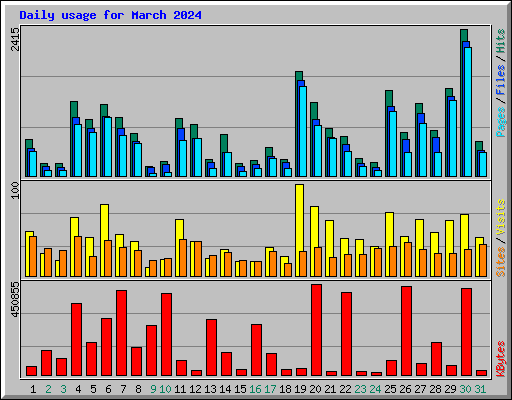 Daily usage for March 2024
2415
Pages / Files / Hits
100
Sites / Visits
450855
KBytes
1 2 3 4 5 6 7 8 9 10 11 12 13 14 15 16 17 18 19 20 21 22 23 24 25 26 27 28 29 30 31